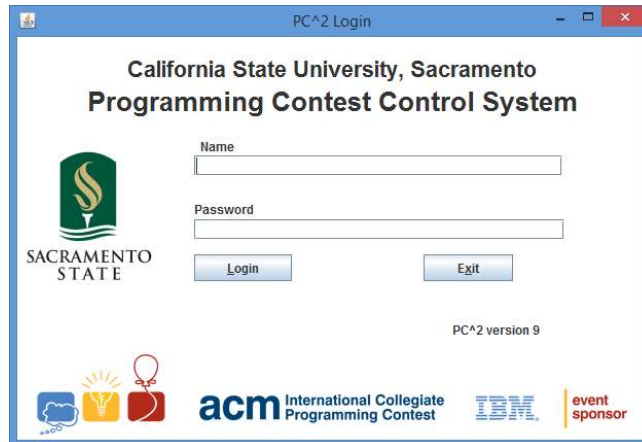 PC^2 Login
California State University, Sacramento
Programming Contest Control System
Name
SACRAMENTO
STATE
Password
Login
Exit
PC^2 version 9
acm International Collegiate
Programming Contest
IBM.
event
sponsor